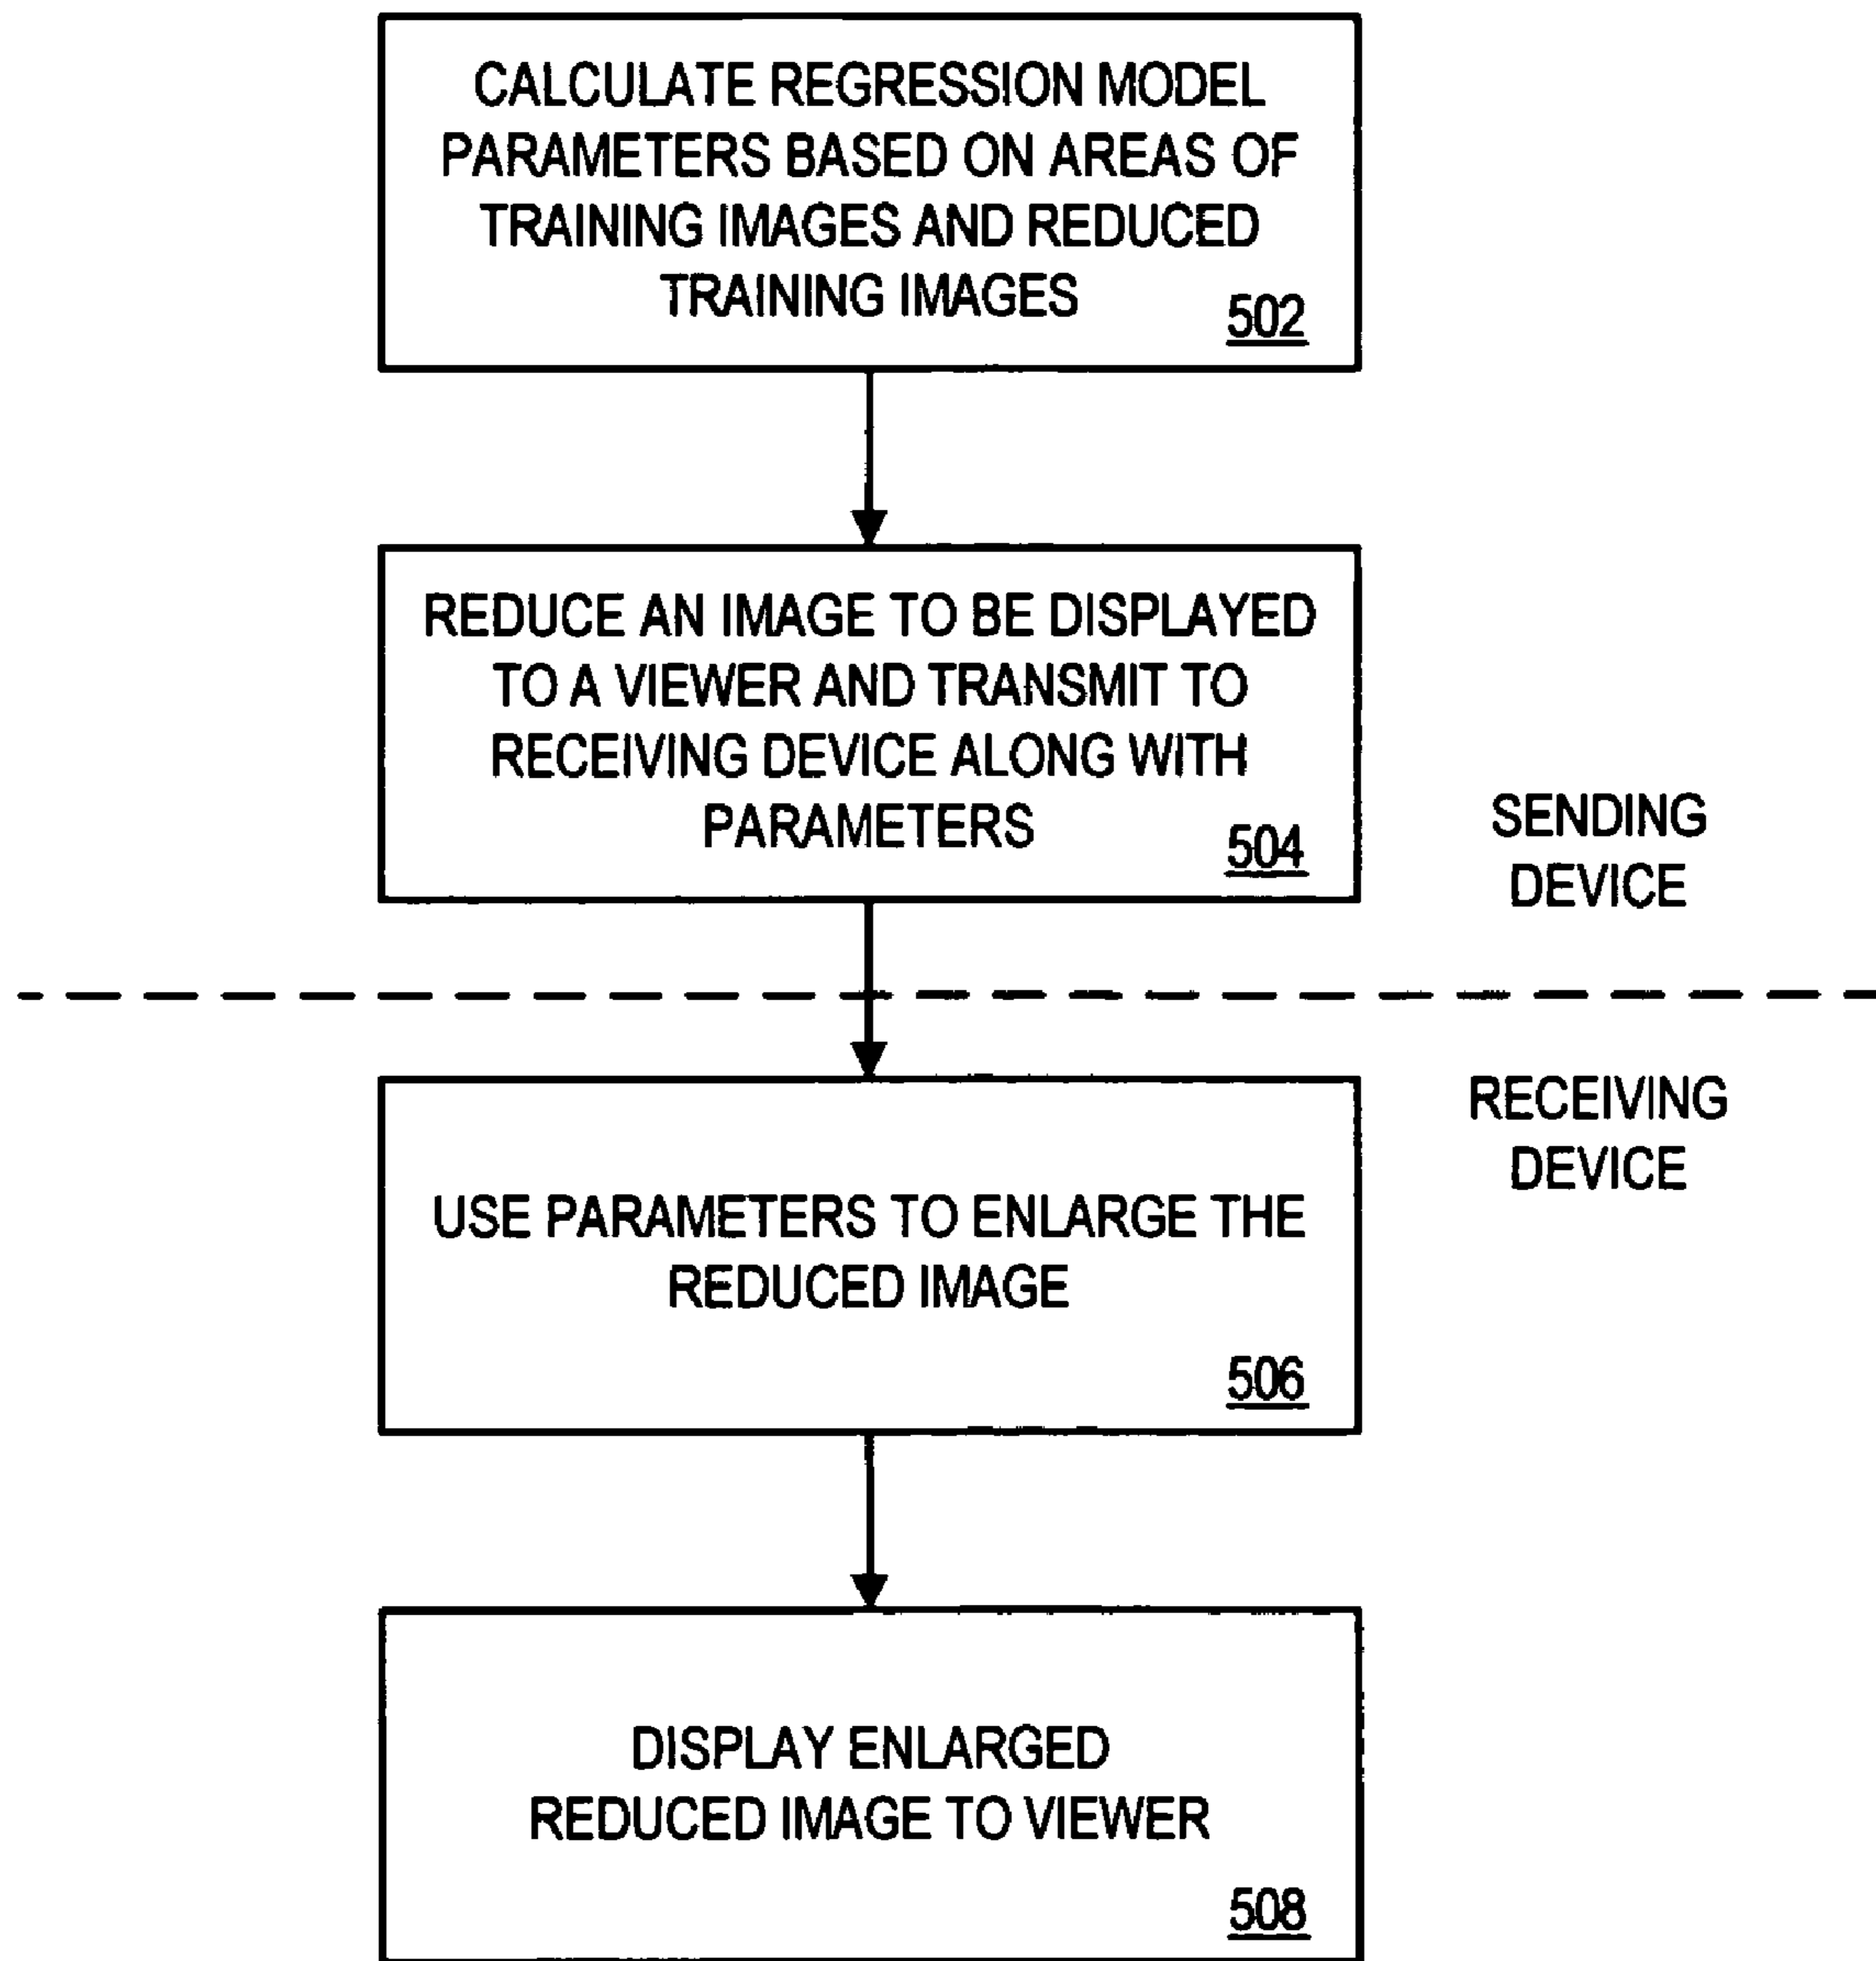 CALCULATE REGRESSION MODEL
PARAMETERS BASED ON AREAS OF
TRAINING IMAGES AND REDUCED
TRAINING IMAGES
502
REDUCE AN IMAGE TO BE DISPLAYED
TO A VIEWER AND TRANSMIT TO
RECEIVING DEVICE ALONG WITH
PARAMETERS
504
SENDING
DEVICE
RECEIVING
DEVICE
USE PARAMETERS TO ENLARGE THE
REDUCED IMAGE
506
DISPLAY ENLARGED
REDUCED IMAGE TO VIEWER
508